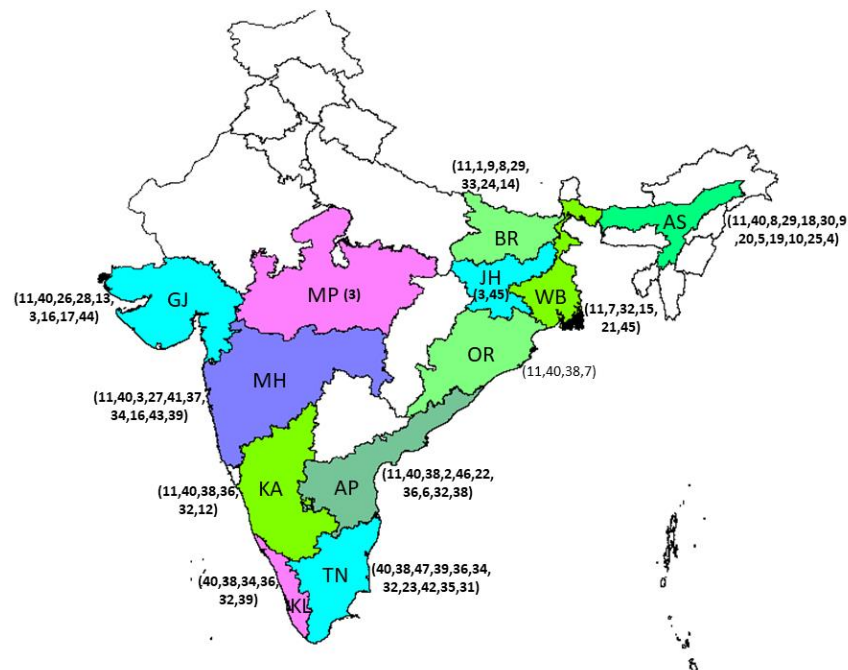 (11,1,9,8,29,
33,24,14)
BR
AS
(11,40,8,29,18,30,9
,20,5,19,10,25,4)
JH
(3,45)
WB
(11,7,32,15,
21,45)
GJ
(11,40,26,28,13,
3,16,17,44)
MP (3)
OR
(11,40,38,7)
MH
(11,40,3,27,41,37,7
34,16,43,39)
KA
(11,40,38,36,
32,12)
AP
(11,40,38,2,46,22,
36,6,32,38)
TN
(40,38,47,39,36,34,
32,23,42,35,31)
(40,38,34,36,
32,39)
KL